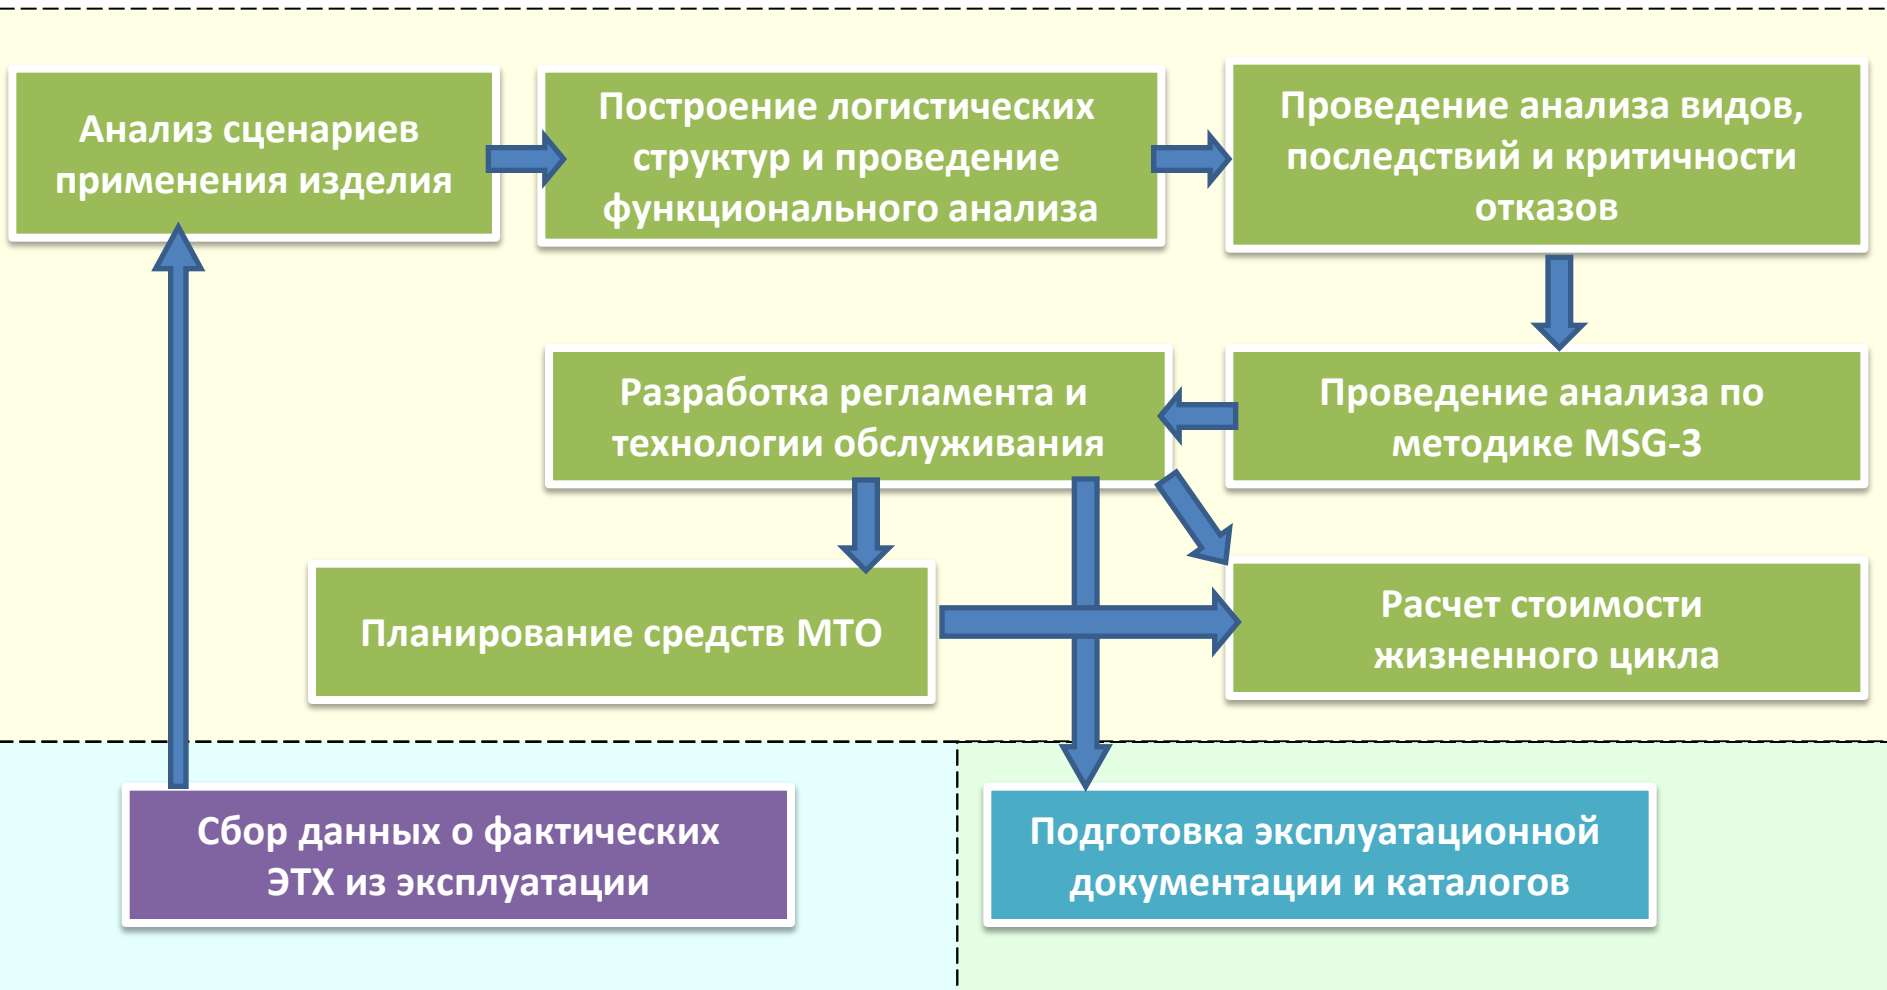 Анализ сценариев
применения изделия
Построение логистических
структур и проведение
функционального анализа
Проведение анализа видов,
последствий и критичности
отказов
Разработка регламента и
технологии обслуживания
Проведение анализа по
методике MSG-3
Планирование средств МТО
Расчет стоимости
жизненного цикла
Сбор данных о фактических
ЭТХ из эксплуатации
Подготовка эксплуатационной
документации и каталогов